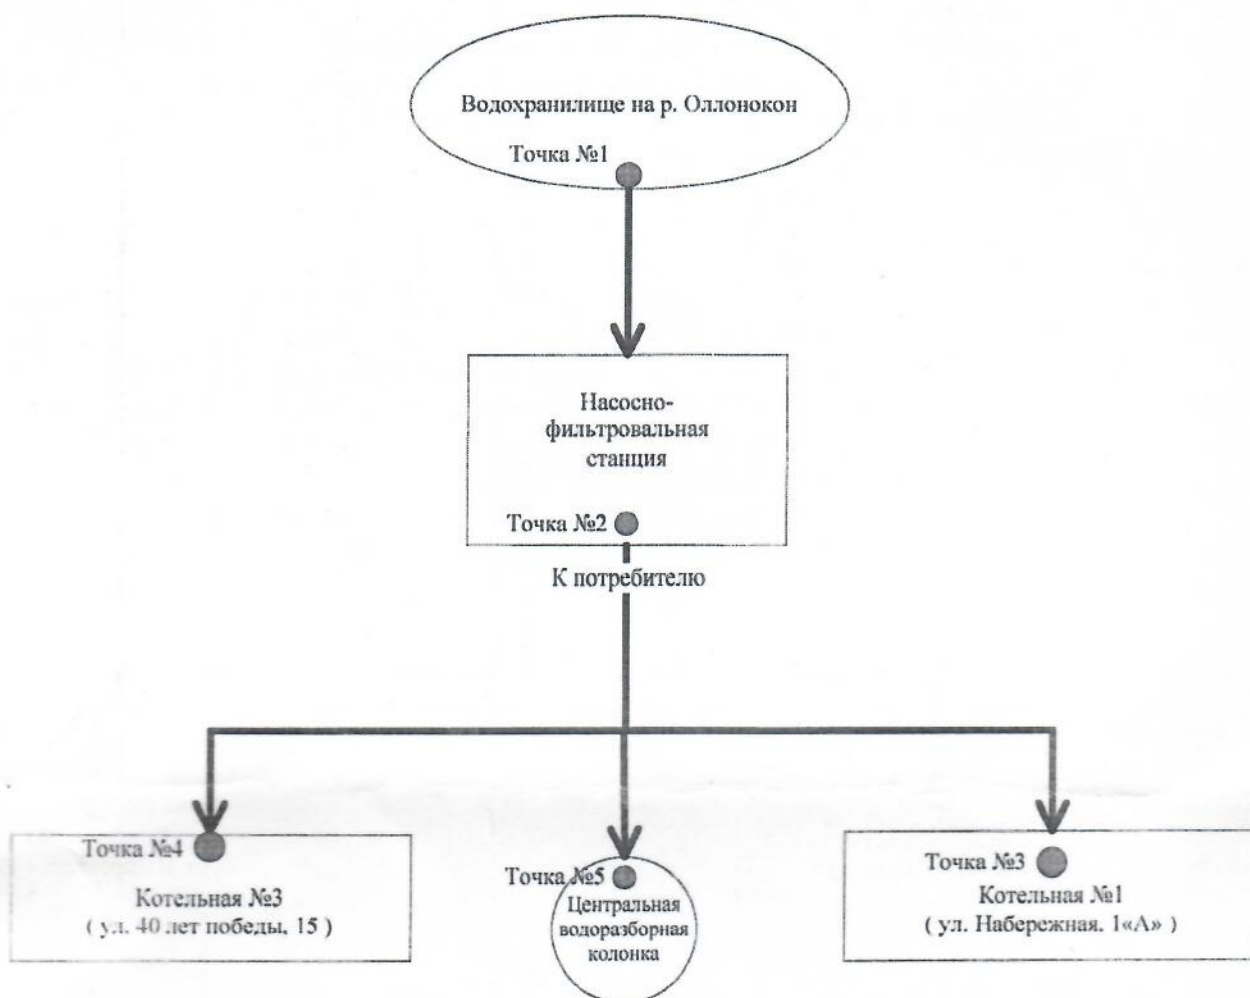 Водохранилище на р. Оллонокон
Точка №1
Насосно-
фильтровальная
станция
Точка №2
К потребителю
Точка №4
Котельная №3
( ул. 40 лет победы, 15 )
Точка №5
Центральная
водоразборная
колонка
Точка №3
Котельная №1
( ул. Набережная, 1«А» )